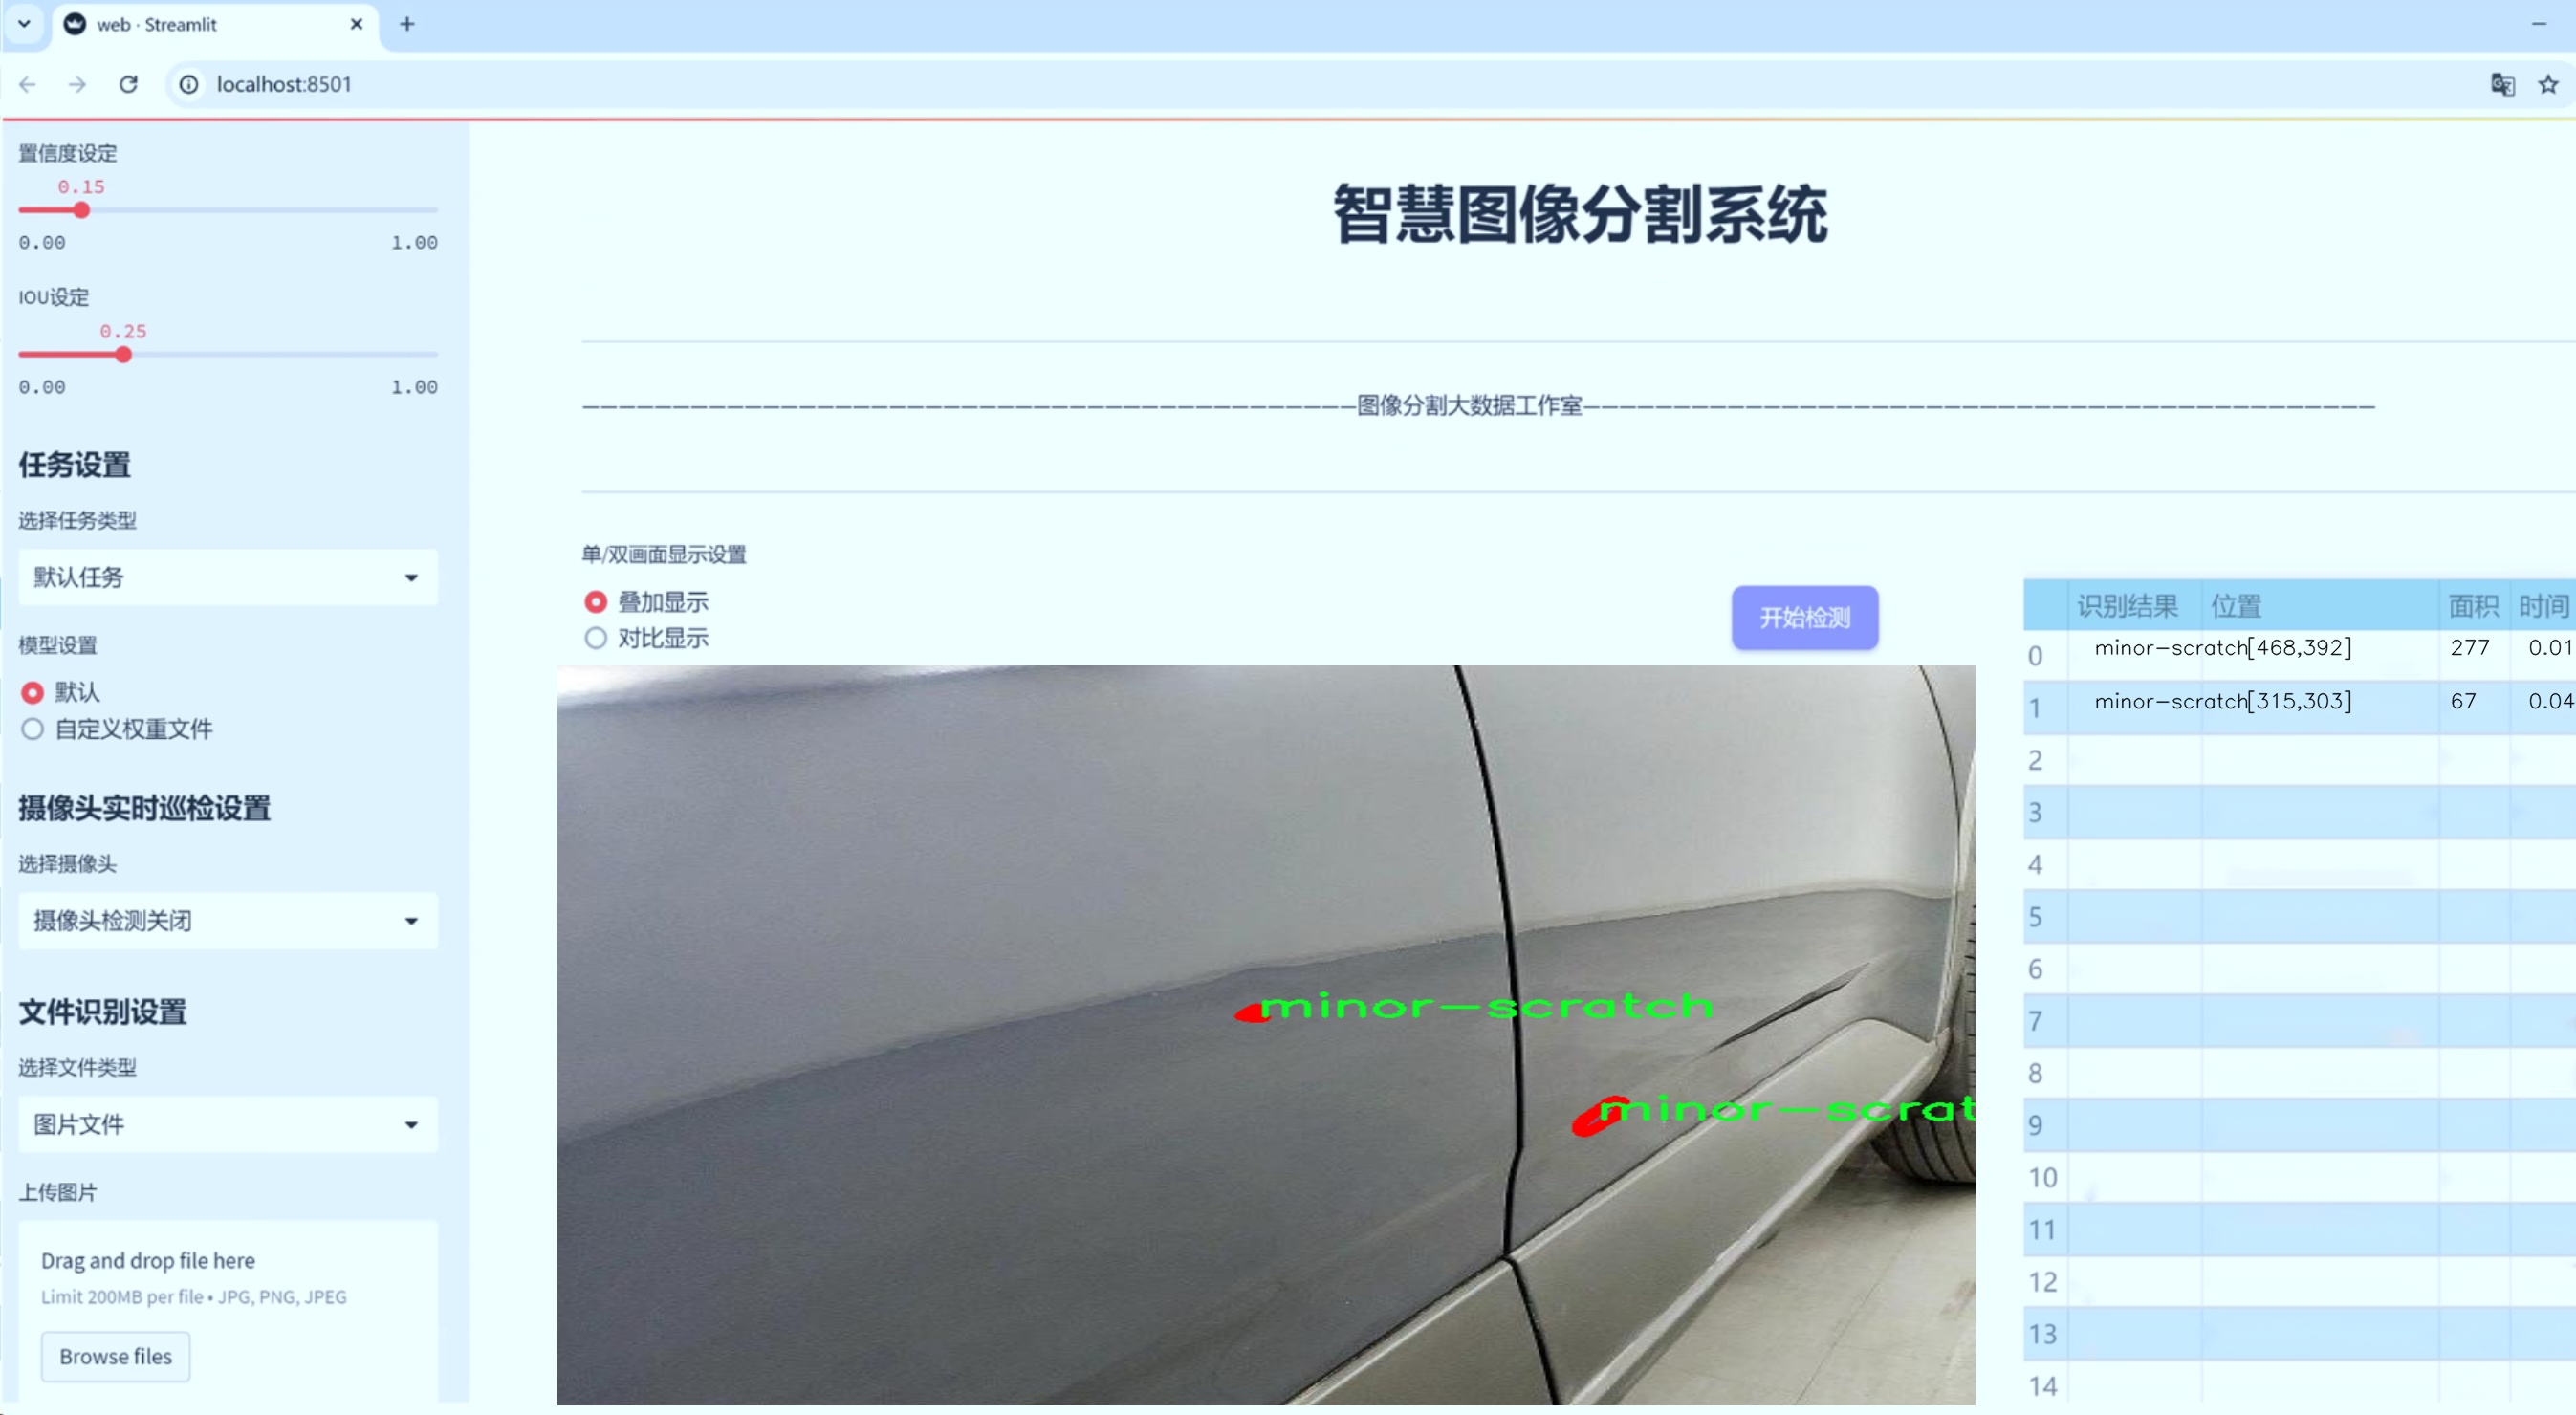 web · Streamlit
localhost:8501
置信度设定
0.15
0.00 1.00
IOU设定
0.25
0.00 1.00
任务设置
选择任务类型
默认任务
模型设置
默认
自定义权重文件
摄像头实时巡检设置
选择摄像头
摄像头检测关闭
文件识别设置
选择文件类型
图片文件
上传图片
Drag and drop file here
Limit 200MB per file • JPG, PNG, JPEG
Browse files
智慧图像分割系统
图像分割大数据工作室
单/双画面显示设置
叠加显示
对比显示
开始检测
minor-scratch
minor-scrat
识别结果 位置 面积 时间
0 minor-scratch[468,392] 277 0.01
1 minor-scratch[315,303] 67 0.04
2
3
4
5
6
7
8
9
10
11
12
13
14